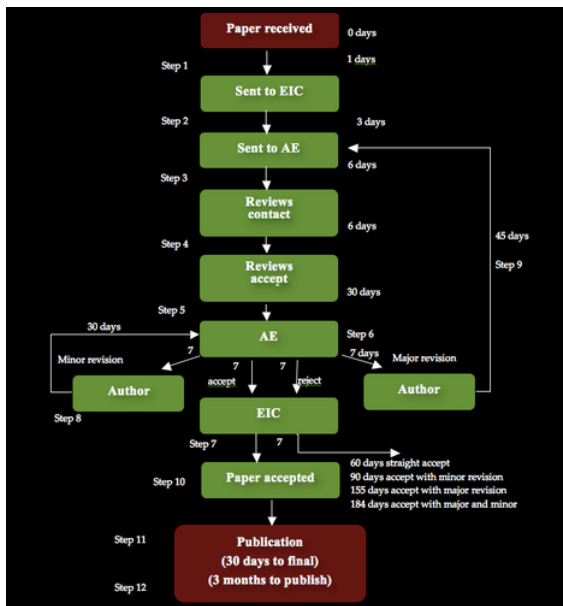 Paper received
0 days
1 days
Step 1
Sent to EIC
Step 2
3 days
Sent to AE
6 days
Step 3
Reviews
contact
6 days
45 days
Step 4
Step 9
Reviews
accept
30 days
Step 5
30 days
AE
Step 6
7
7 days
Major revision
Minor revision
7
7
accept
reject
Author
Author
EIC
Step 8
Step 7
7
60 days straight accept
90 days accept with minor revision
155 days accept with major revision
184 days accept with major and minor
Paper accepted
Step 10
Step 11
Publication
(30 days to final)
(3 months to publish)
Step 12